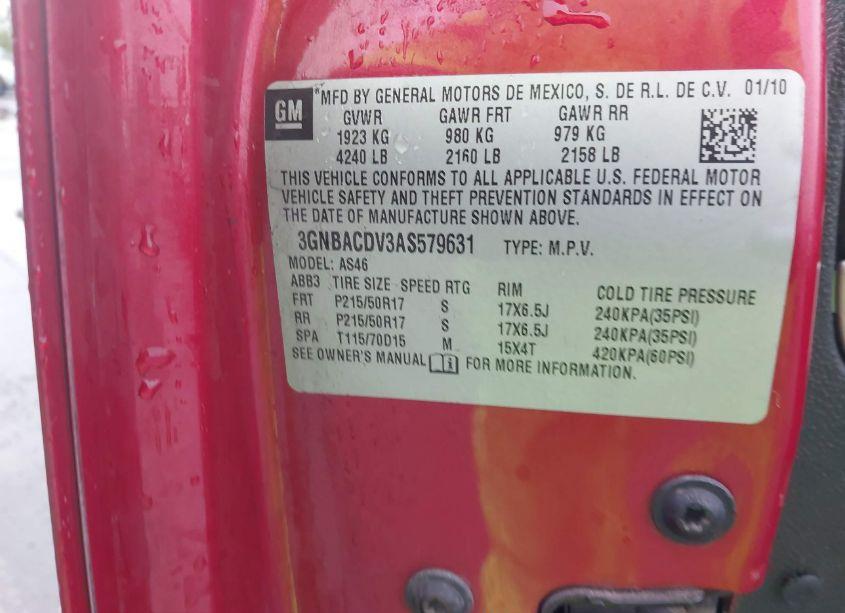 GM *MFD BY GENERAL MOTORS DE MEXICO, S. DE R.L. DE C.V. 01/10
GVWR GAWR FRT GAWR RR
1923 KG 980 KG 979 KG
4240 LB 2160 LB 2158 LB
THIS VEHICLE CONFORMS TO ALL APPLICABLE U.S. FEDERAL MOTOR
VEHICLE SAFETY AND THEFT PREVENTION STANDARDS IN EFFECT ON
THE DATE OF MANUFACTURE SHOWN ABOVE.
3GNBACDV3AS579631 TYPE: M.P.V.
MODEL: AS46
ABB3 TIRE SIZE SPEED RTG RIM COLD TIRE PRESSURE
FRT P215/50R17 S 17X6.5J 240KPA(35PSI)
RR P215/50R17 S 17X6.5J 240KPA(35PSI)
SPA T115/70D15 M 15X4T 420KPA(60PSI)
SEE OWNER'S MANUAL FOR MORE INFORMATION.